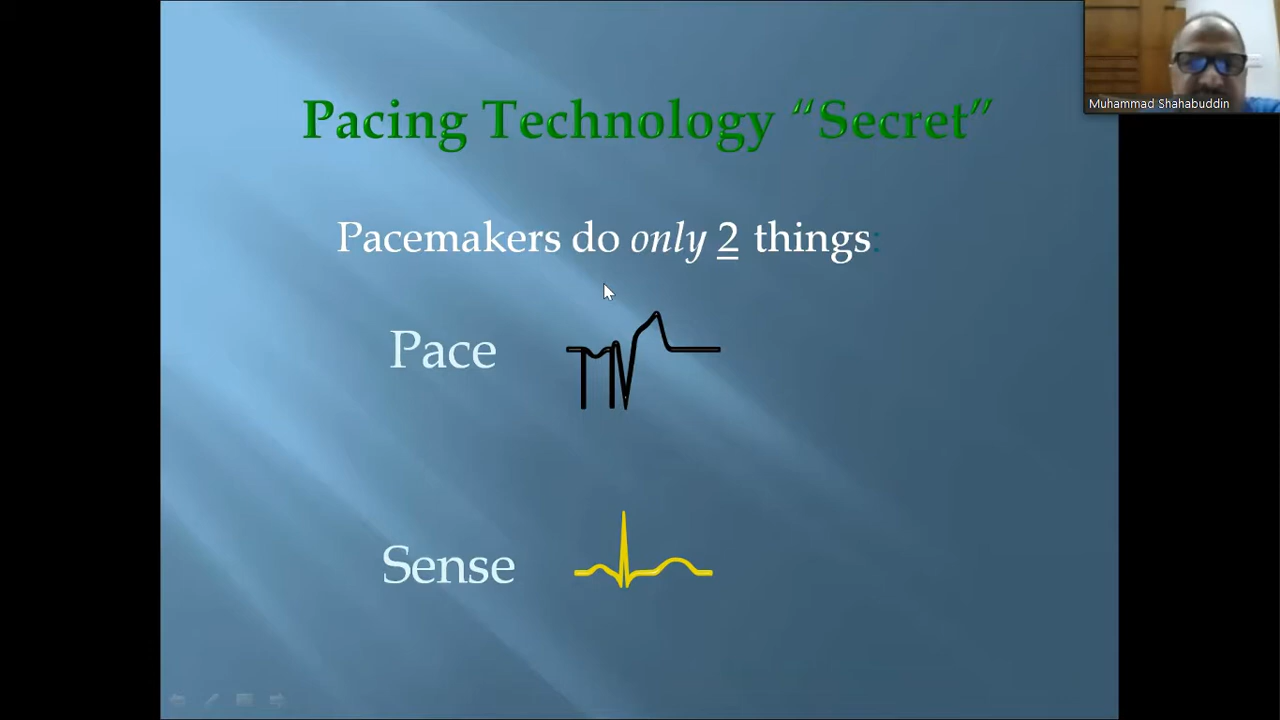 Muhammad Shahabuddin
Pacing Technology “Secret”
Pacemakers do only 2 things:
Pace
Sense